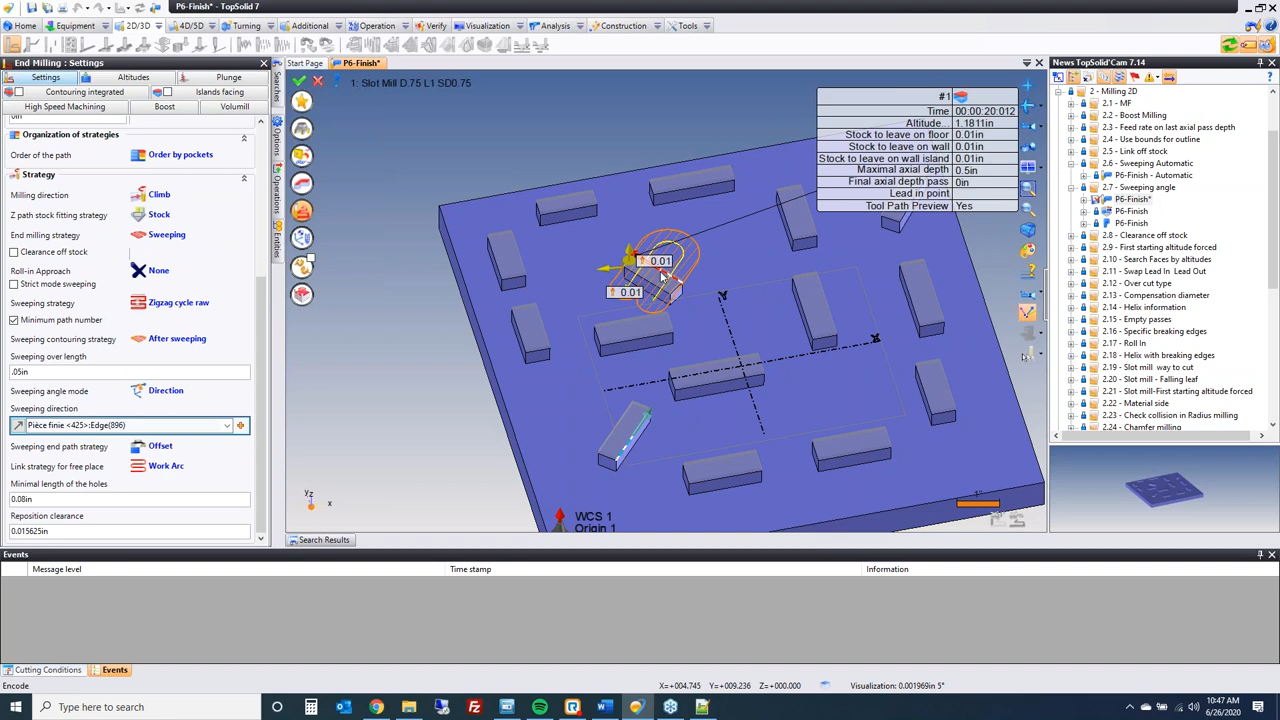 P6-Finish* - TopSolid 7
Home
Equipment
2D/3D
4D/5D
Turning
Additional
Operation
Verify
Visualization
Analysis
Construction
Tools
End Milling : Settings
Settings
Altitudes
Plunge
Contouring integrated
Islands facing
High Speed Machining
Boost
Volumill
0in
Organization of strategies
Order of the path
Order by pockets
Strategy
Milling direction
Climb
Z path stock fitting strategy
Stock
End milling strategy
Sweeping
Clearance off stock
Roll-in Approach
None
Strict mode sweeping
Sweeping strategy
Zigzag cycle raw
Minimum path number
Sweeping contouring strategy
After sweeping
Sweeping over length
.05in
Sweeping angle mode
Direction
Sweeping direction
Pièce finie <425>:Edge(896)
Sweeping end path strategy
Offset
Link strategy for free place
Work Arc
Minimal length of the holes
0.08in
Reposition clearance
0.015625in
Searches
Options
Operations
Entities
Start Page
P6-Finish*
1: Slot Mill D.75 L1 SD0.75
#1
Time 00:00:20:012
Altitude... 1.1811in
Stock to leave on floor 0.01in
Stock to leave on wall 0.01in
Stock to leave on wall island 0.01in
Maximal axial depth 0.5in
Final axial depth pass 0in
Lead in point
Tool Path Preview Yes
0.01
0.01
Y
X
1"
yz
x
WCS 1
Origin 1
Search Results
News TopSolid'Cam 7.14
2 - Milling 2D
2.1 - MF
2.2 - Boost Milling
2.3 - Feed rate on last axial pass depth
2.4 - Use bounds for outline
2.5 - Link off stock
2.6 - Sweeping Automatic
P6-Finish - Automatic
2.7 - Sweeping angle
P6-Finish*
P6-Finish
P6-Finish
2.8 - Clearance off stock
2.9 - First starting altitude forced
2.10 - Search Faces by altitudes
2.11 - Swap Lead In Lead Out
2.12 - Over cut type
2.13 - Compensation diameter
2.14 - Helix information
2.15 - Empty passes
2.16 - Specific breaking edges
2.17 - Roll In
2.18 - Helix with breaking edges
2.19 - Slot mill way to cut
2.20 - Slot mill - Falling leaf
2.21 - Slot mill-First starting altitude forced
2.22 - Material side
2.23 - Check collision in Radial milling
2.24 - Chamfer milling
Events
Message level
Time stamp
Information
Cutting Conditions
Events
Encode
X=+004.745 Y=+009.236 Z=+000.000
Visualization: 0.001969in 5°
Type here to search
10:47 AM
6/26/2020